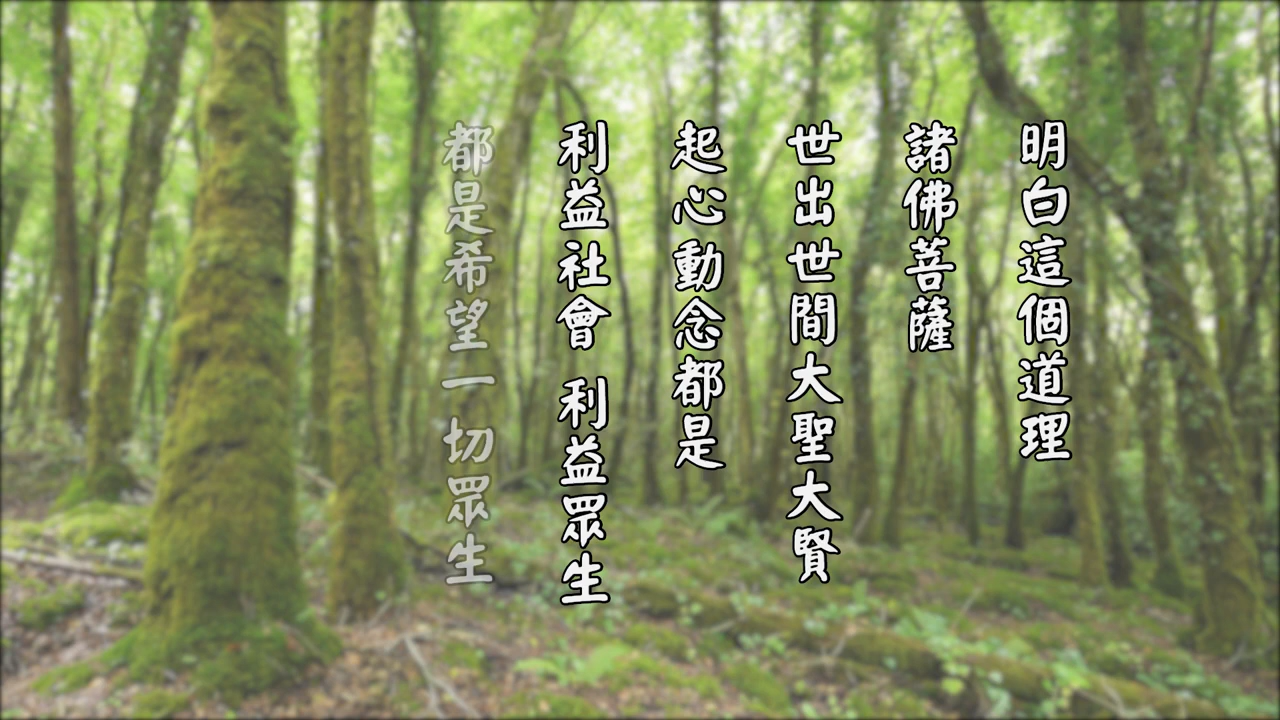 明白這個道理
諸佛菩薩
世出世間大聖大賢
起心動念都是
利益社會 利益眾生
都是希望一切眾生